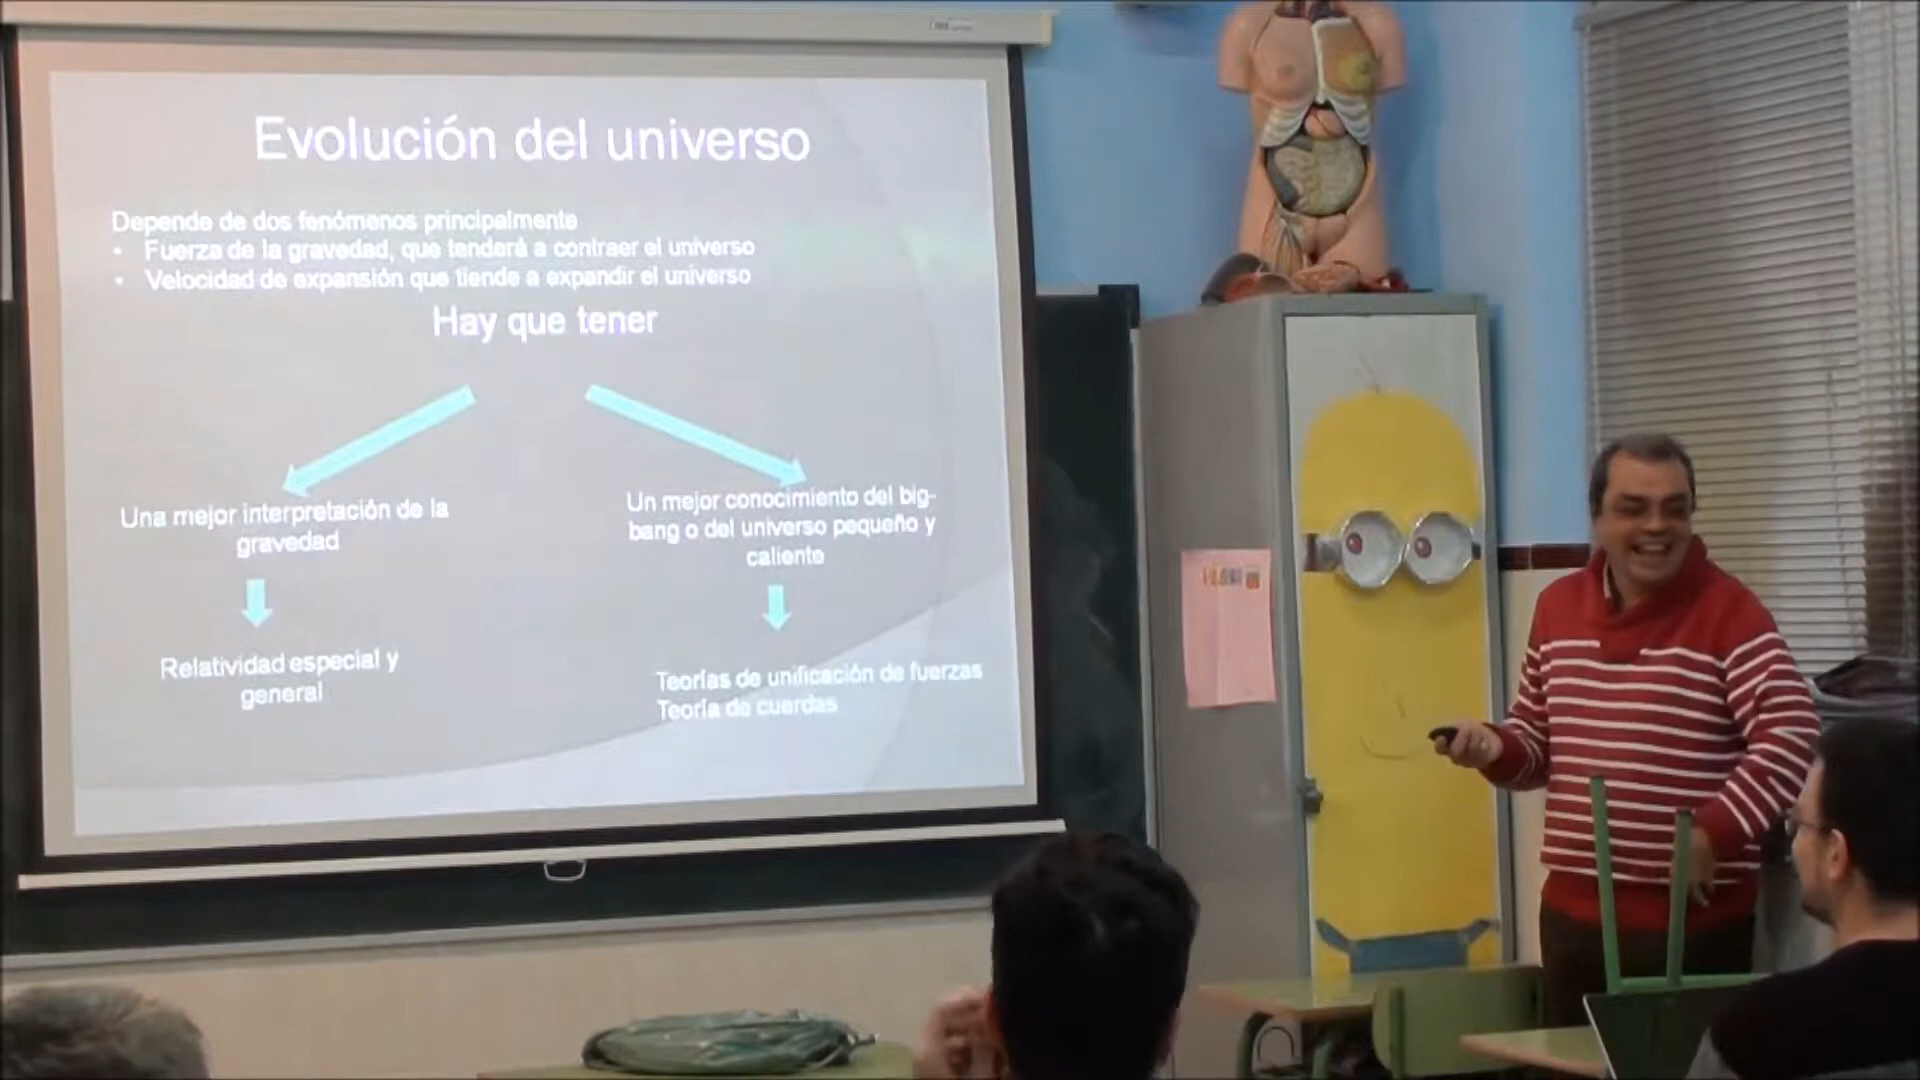 Evolución del universo
Depende de dos fenómenos principalmente
• Fuerza de la gravedad, que tenderá a contraer el universo
• Velocidad de expansión que tiende a expandir el universo
Hay que tener
Una mejor interpretación de la
gravedad
Relatividad especial y
general
Un mejor conocimiento del big-
bang o del universo pequeño y
caliente
Teorías de unificación de fuerzas
Teoría de cuerdas